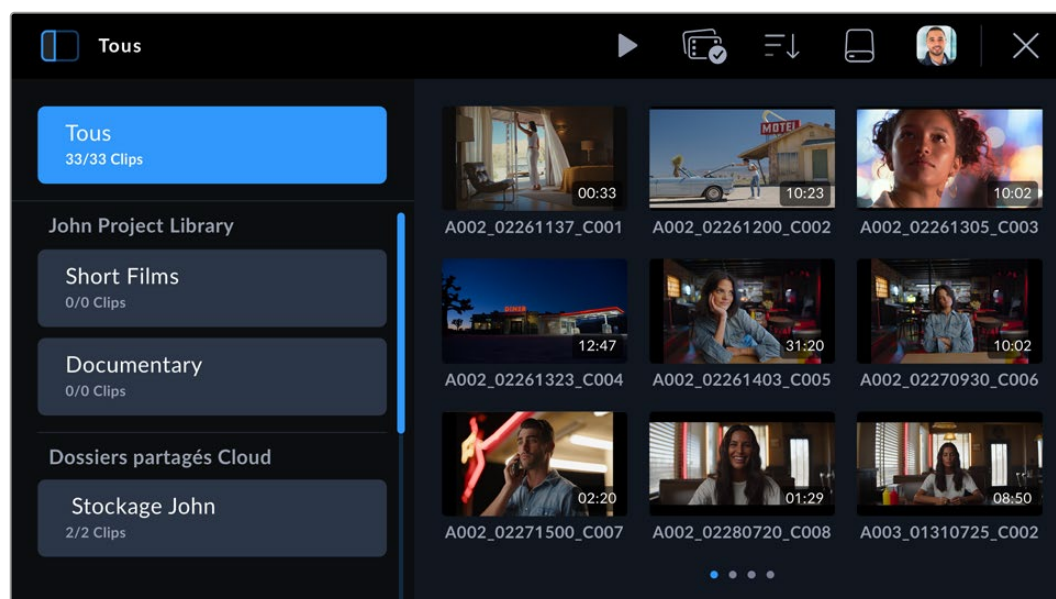 Tous
Tous
33/33 Clips
John Project Library
Short Films
0/0 Clips
Documentary
0/0 Clips
Dossiers partagés Cloud
Stockage John
2/2 Clips
MOTEL
00:33
10:23
10:02
A002_02261137_C001
A002_02261200_C002
A002_02261305_C003
DINER
12:47
31:20
10:02
A002_02261323_C004
A002_02261403_C005
A002_02270930_C006
02:20
01:29
08:50
A002_02271500_C007
A002_02280720_C008
A003_01310725_C002